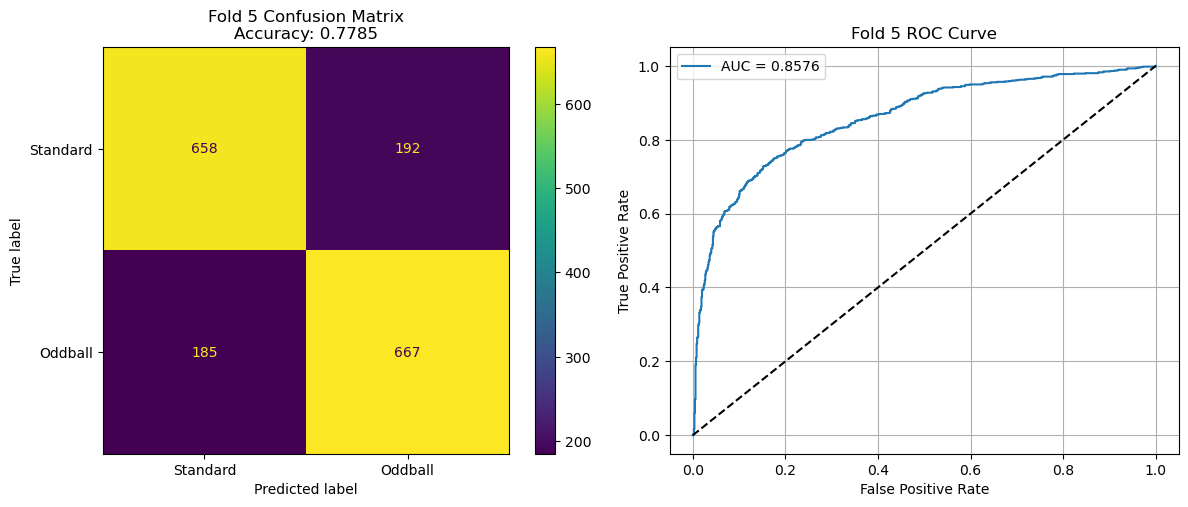 Fold 5 Confusion Matrix
Accuracy: 0.7785
True label
Standard
Oddball
658
192
185
667
Standard
Oddball
Predicted label
600
500
400
300
200
Fold 5 ROC Curve
AUC = 0.8576
True Positive Rate
1.0
0.8
0.6
0.4
0.2
0.0
0.0
0.2
0.4
0.6
0.8
1.0
False Positive Rate